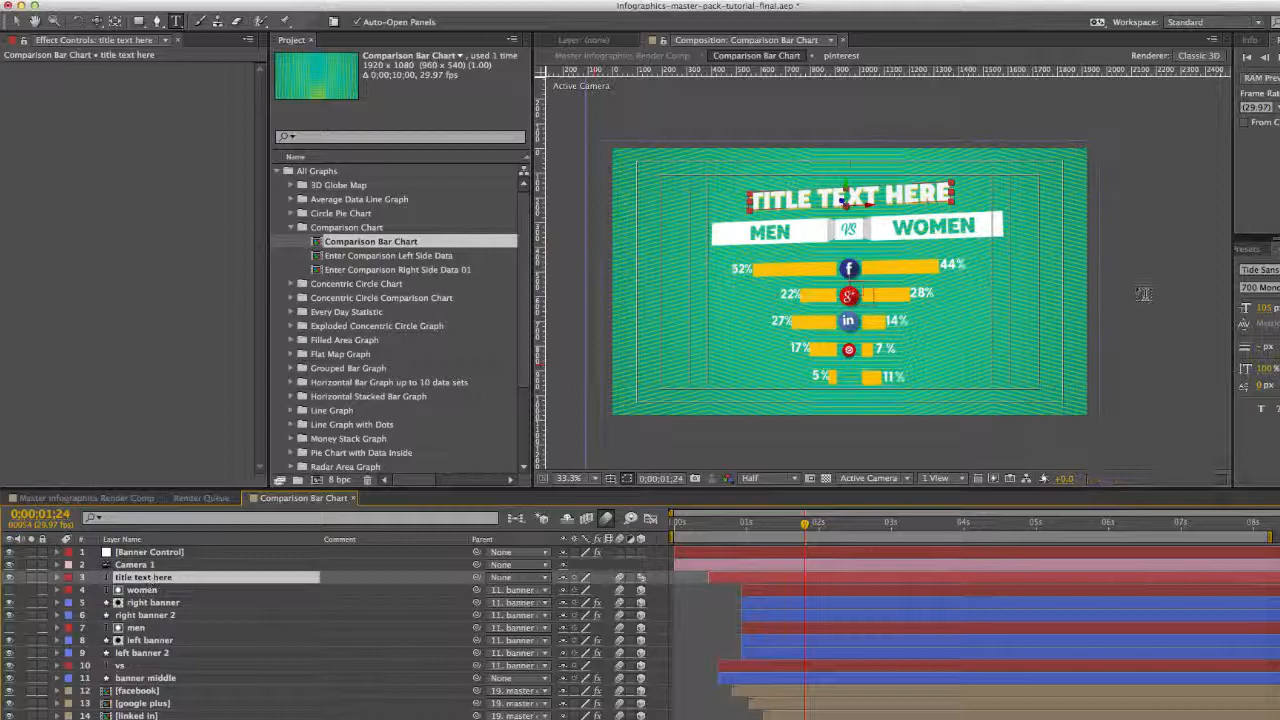 Infographics-master-pack-tutorial-final.aep *
Auto-Open Panels
Workspace: Standard
Effect Controls: title text here
Comparison Bar Chart • title text here
Project
Comparison Bar Chart, used 1 time
1920 x 1080 (960 x 540) (1.00)
Δ 0;00;10;00, 29.97 fps
Name
All Graphs
3D Globe Map
Average Data Line Graph
Circle Pie Chart
Comparison Chart
Comparison Bar Chart
Enter Comparison Left Side Data
Enter Comparison Right Side Data 01
Concentric Circle Chart
Concentric Circle Comparison Chart
Every Day Statistic
Exploded Concentric Circle Graph
Filled Area Graph
Flat Map Graph
Grouped Bar Graph
Horizontal Bar Graph up to 10 data sets
Horizontal Stacked Bar Graph
Line Graph
Line Graph with Dots
Money Stack Graph
Pie Chart with Data Inside
Radar Area Graph
8 bpc
Layer: (none)
Composition: Comparison Bar Chart
Master Infographic Render Comp
Comparison Bar Chart
pinterest
Renderer: Classic 3D
Active Camera
TITLE TEXT HERE
MEN VS WOMEN
52% f 44%
22% g+ 28%
27% in 14%
17% 7 %
5% 11%
33.3%
0;00;01;24
Half
Active Camera
1 View
+0.0
Info
RAM Prev
Frame Rat
(29.97)
From C
Presets
Tide Sans
700 Mono
105 p
- px
100 %
0 px
T
Master Infographics Render Comp
Render Queue
Comparison Bar Chart
0;00;01;24
00054 (29.97 fps)
:00s 01s 02s 03s 04s 05s 06s 07s 08s
# Layer Name Comment Parent
1 [Banner Control] None
2 Camera 1 None
3 title text here None
4 women 11. banner
5 right banner 11. banner
6 right banner 2 11. banner
7 men 11. banner
8 left banner 11. banner
9 left banner 2 11. banner
10 vs 11. banner
11 banner middle None
12 [facebook] 19. master
13 [google plus] 19. master
14 [linked in] 19. master